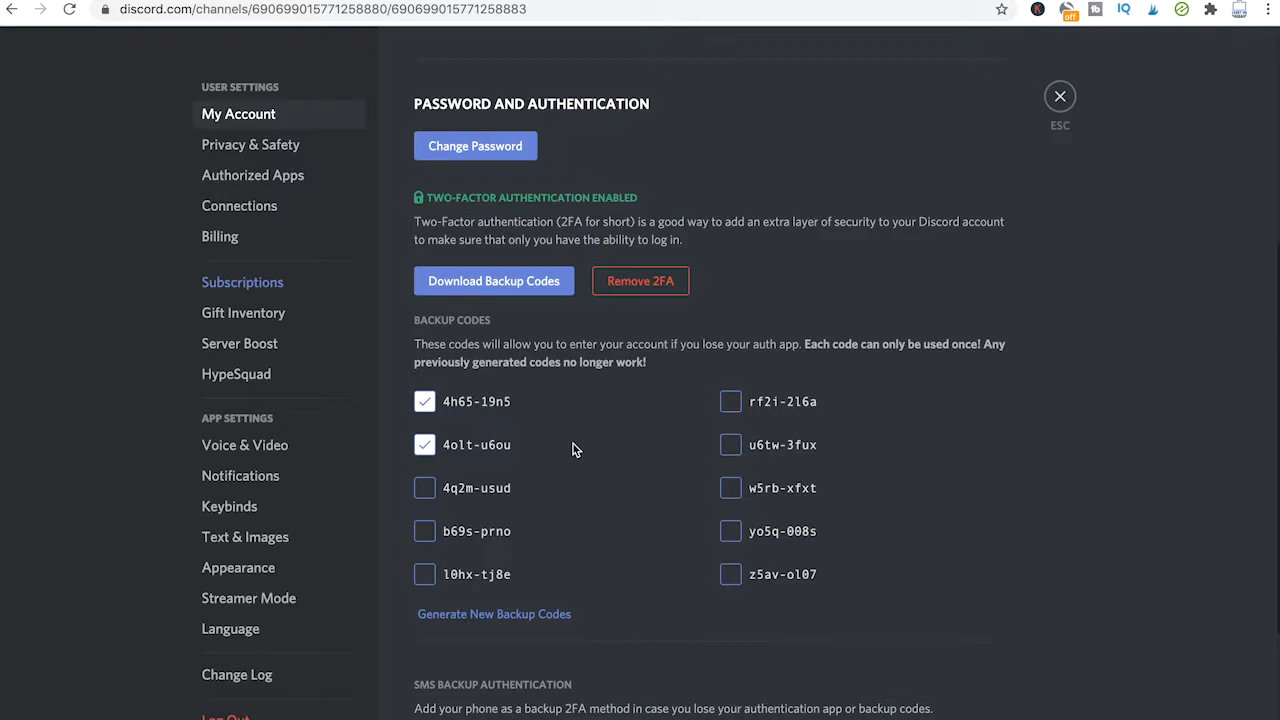 discord.com/channels/690699015771258880/690699015771258883
off
tb
IQ
USER SETTINGS
My Account
Privacy & Safety
Authorized Apps
Connections
Billing
Subscriptions
Gift Inventory
Server Boost
HypeSquad
APP SETTINGS
Voice & Video
Notifications
Keybinds
Text & Images
Appearance
Streamer Mode
Language
Change Log
Log Out
PASSWORD AND AUTHENTICATION
Change Password
TWO-FACTOR AUTHENTICATION ENABLED
Two-Factor authentication (2FA for short) is a good way to add an extra layer of security to your Discord account
to make sure that only you have the ability to log in.
Download Backup Codes
Remove 2FA
BACKUP CODES
These codes will allow you to enter your account if you lose your auth app. Each code can only be used once! Any
previously generated codes no longer work!
4h65-19n5
rf2i-2l6a
4olt-u6ou
u6tw-3fux
4q2m-usud
w5rb-xfxt
b69s-prno
yo5q-008s
l0hx-tj8e
z5av-ol07
Generate New Backup Codes
SMS BACKUP AUTHENTICATION
Add your phone as a backup 2FA method in case you lose your authentication app or backup codes.
ESC